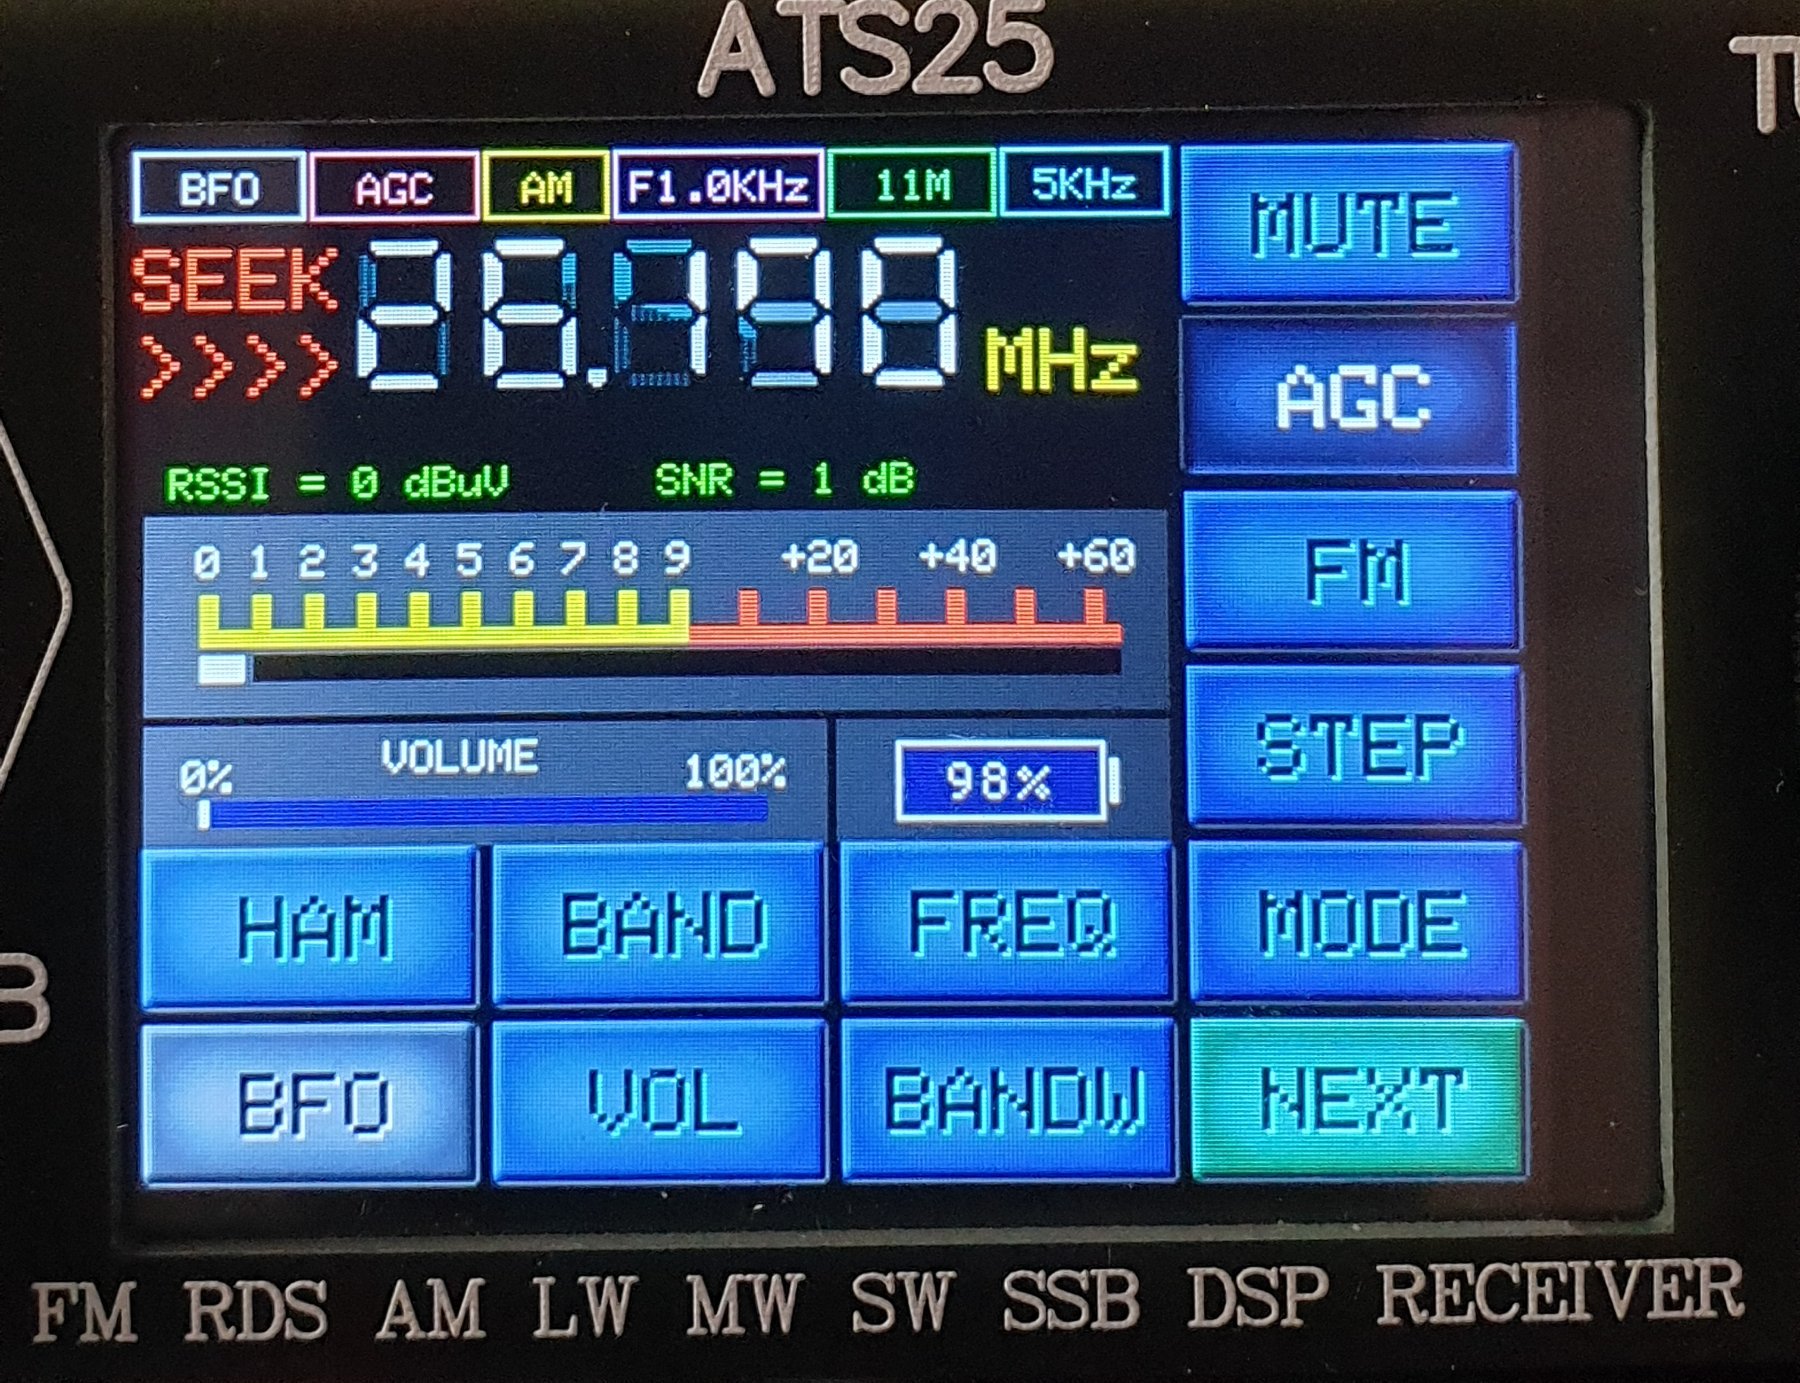 ATS25
BFO AGC AM F1.0KHz 11M 5KHz MUTE
SEEK
>>>> MHz
AGC
RSSI = 0 dBuV SNR = 1 dB
0 1 2 3 4 5 6 7 8 9 +20 +40 +60
FM
STEP
VOLUME
0% 100% 98%
HAM BAND FREQ MODE
BFO VOL BANDW NEXT
FM RDS AM LW MW SW SSB DSP RECEIVER